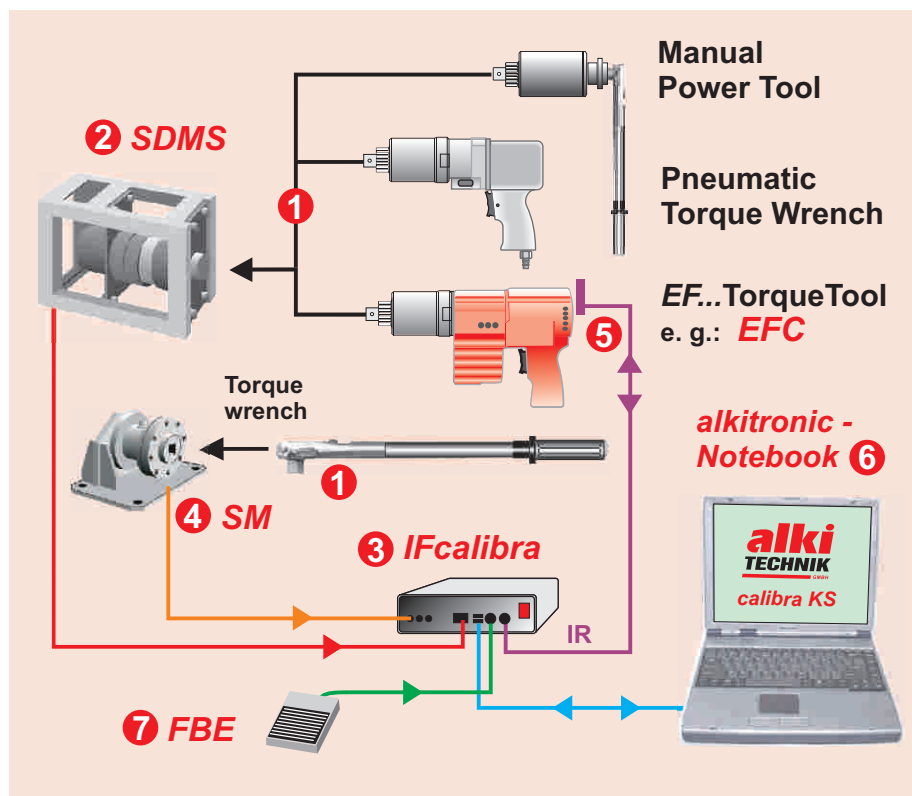 Manual
Power Tool
2 SDMS
1
Pneumatic
Torque Wrench
EF...TorqueTool
e. g.: EFC
5
Torque
wrench
1
alkitronic -
Notebook 6
4 SM
3 IFcalibra
alki
TECHNIK
GMBH
calibra KS
IR
7 FBE